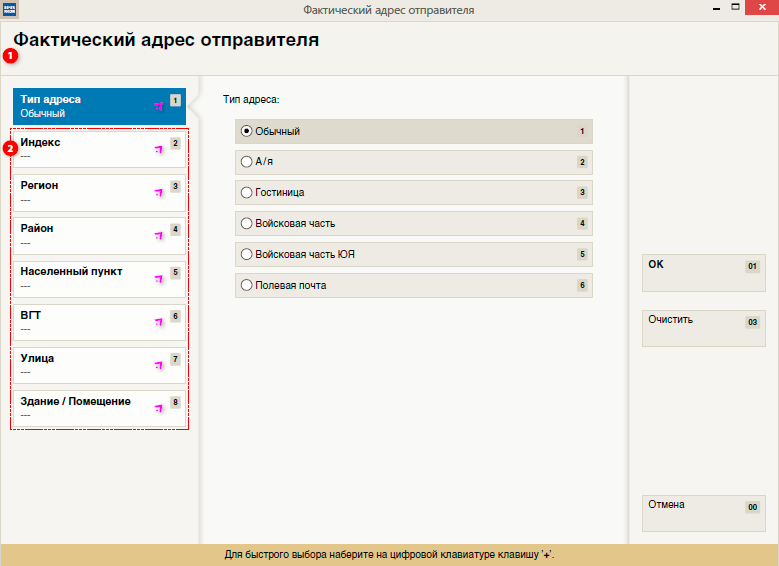 Фактический адрес отправителя
Фактический адрес отправителя
1
Тип адреса 1
Обычный
2
Индекс 2
---
Регион 3
---
Район 4
---
Населенный пункт 5
---
ВГТ 6
---
Улица 7
---
Здание / Помещение 8
---
Тип адреса:
Обычный 1
А/я 2
Гостиница 3
Войсковая часть 4
Войсковая часть ЮЯ 5
Полевая почта 6
OK 01
Очистить 03
Отмена 00
Для быстрого выбора наберите на цифровой клавиатуре клавишу '+'.